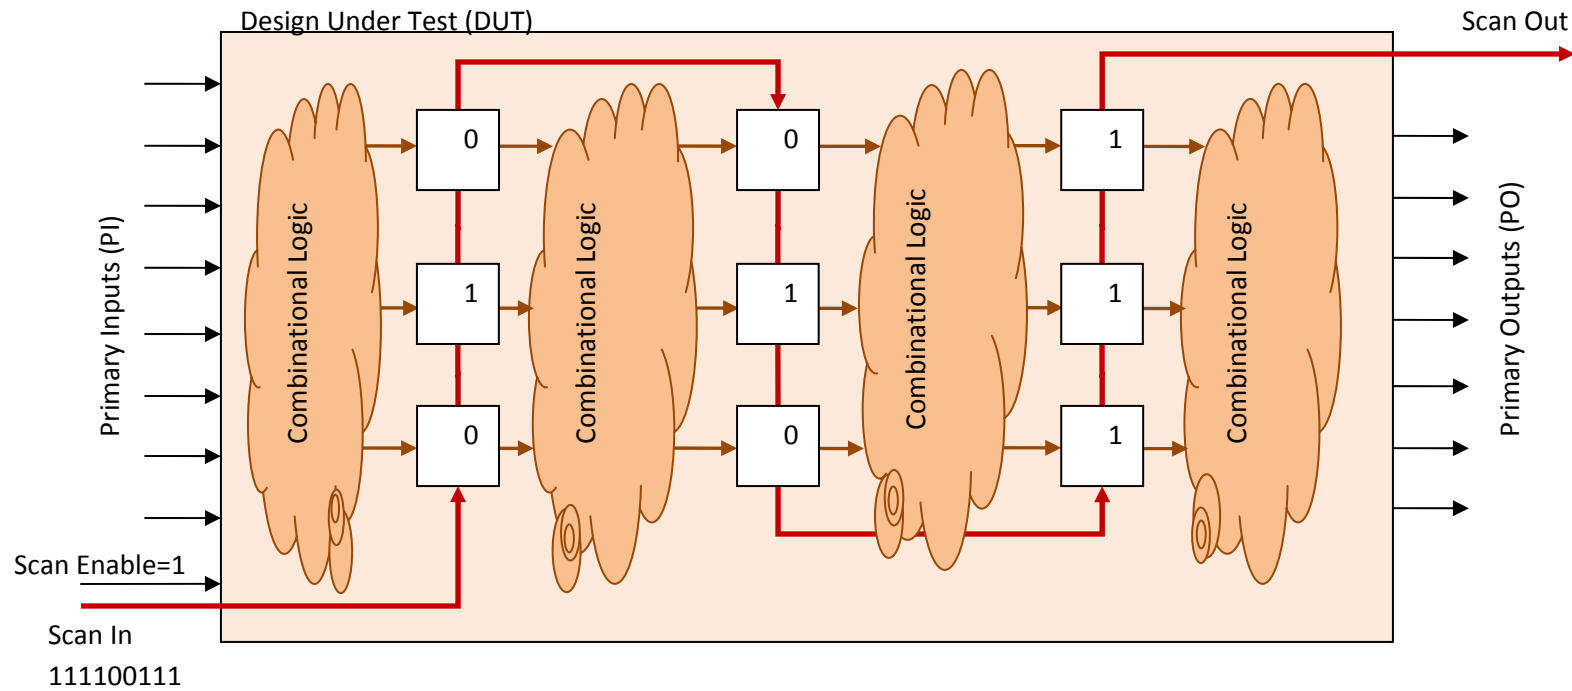 Design Under Test (DUT)
Scan Out
0
0
1
Primary Inputs (PI)
Combinational Logic
Combinational Logic
Combinational Logic
Combinational Logic
Primary Outputs (PO)
1
1
1
0
0
1
Scan Enable=1
Scan In
111100111